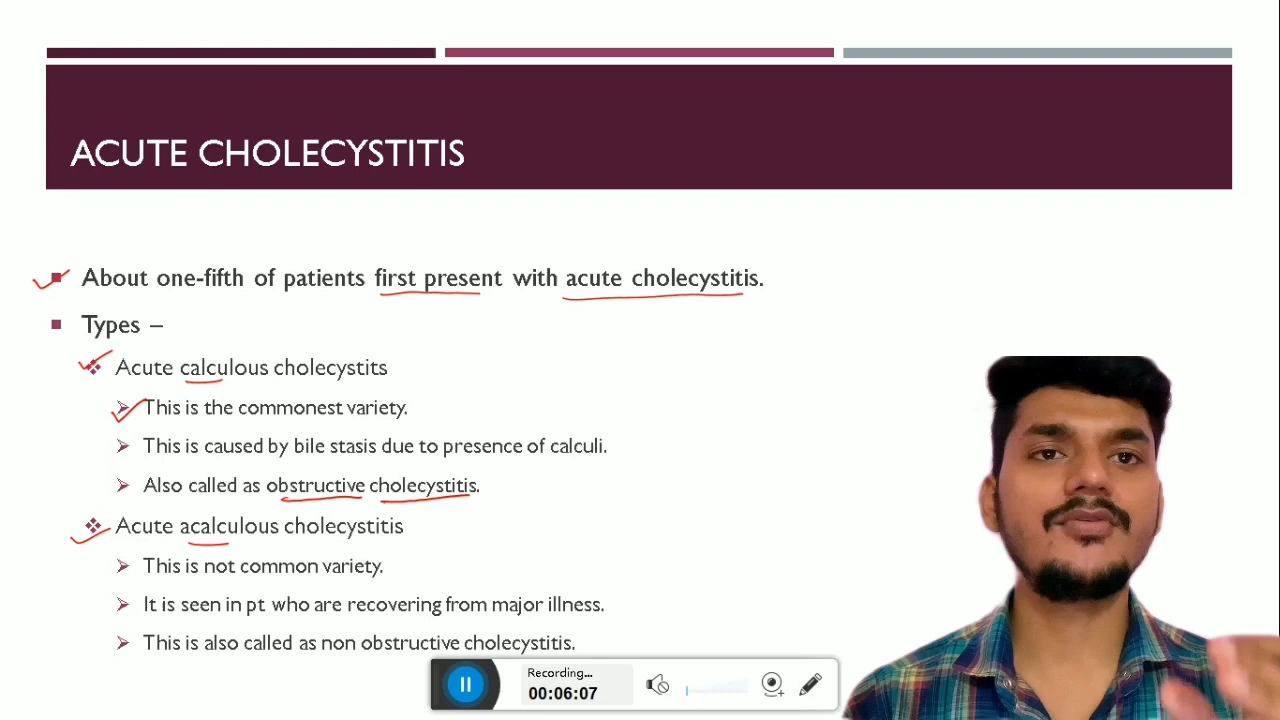 ACUTE CHOLECYSTITIS
About one-fifth of patients first present with acute cholecystitis.
Types –
Acute calculous cholecystits
This is the commonest variety.
This is caused by bile stasis due to presence of calculi.
Also called as obstructive cholecystitis.
Acute acalculous cholecystitis
This is not common variety.
It is seen in pt who are recovering from major illness.
This is also called as non obstructive cholecystitis.
Recording...
00:06:07